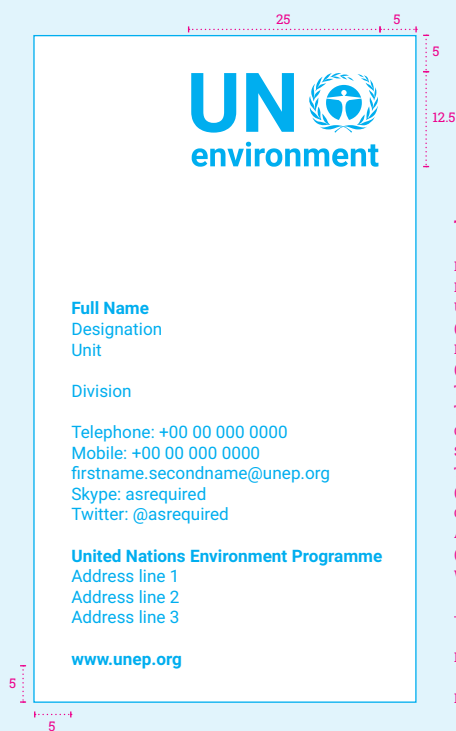 25 5
5
12.5
UN
environment
Full Name
Designation
Unit
Division
Telephone: +00 00 000 0000
Mobile: +00 00 000 0000
firstname.secondname@unep.org
Skype: asrequired
Twitter: @asrequired
United Nations Environment Programme
Address line 1
Address line 2
Address line 3
www.unep.org
5
5